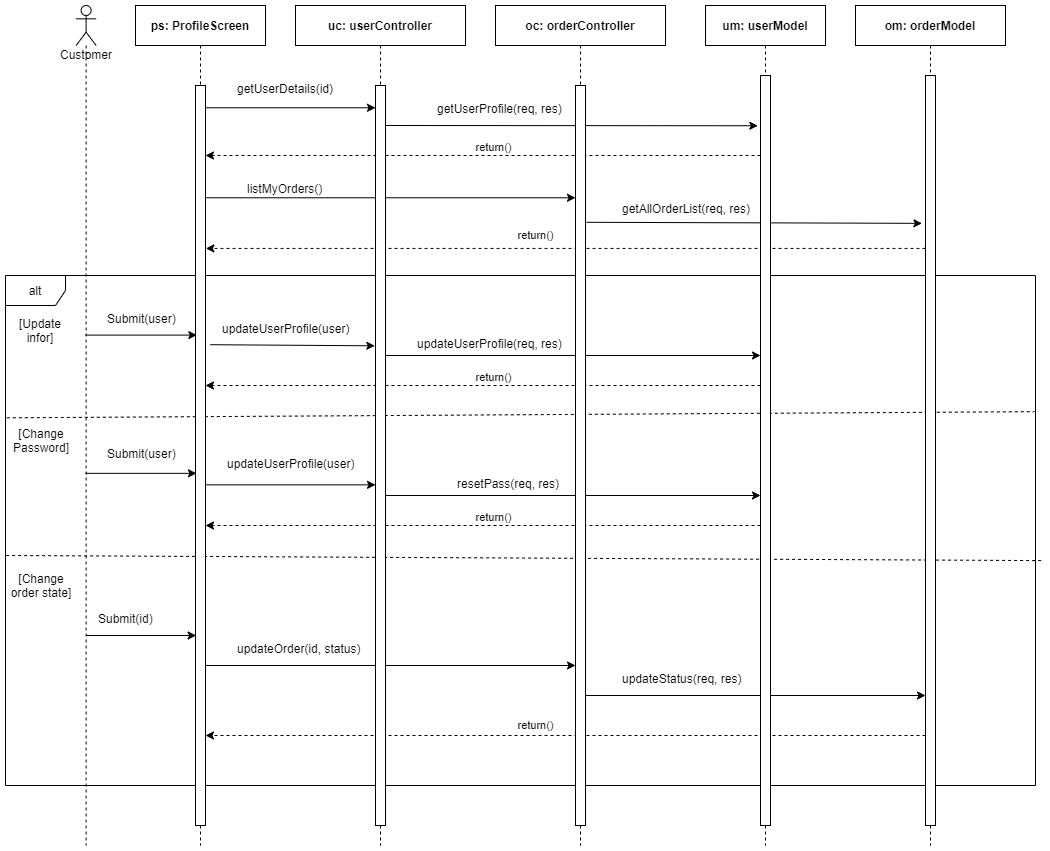 ps: ProfileScreen
uc: userController
oc: orderController
um: userModel
om: orderModel
Customer
getUserDetails(id)
getUserProfile(req, res)
return()
listMyOrders()
getAllOrderList(req, res)
return()
alt
[Update
infor]
Submit(user)
updateUserProfile(user)
updateUserProfile(req, res)
return()
[Change
Password]
Submit(user)
updateUserProfile(user)
resetPass(req, res)
return()
[Change
order state]
Submit(id)
updateOrder(id, status)
updateStatus(req, res)
return()